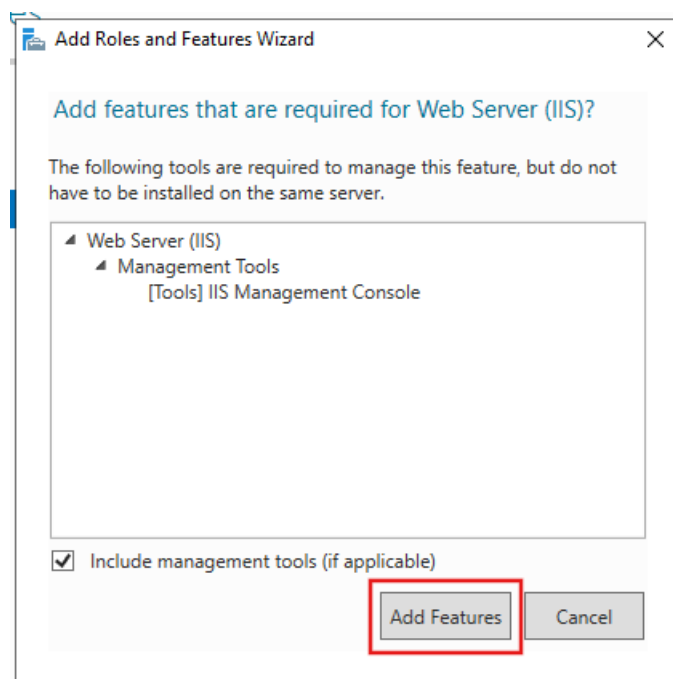 Add Roles and Features Wizard
Add features that are required for Web Server (IIS)?
The following tools are required to manage this feature, but do not
have to be installed on the same server.
Web Server (IIS)
Management Tools
[Tools] IIS Management Console
Include management tools (if applicable)
Add Features
Cancel